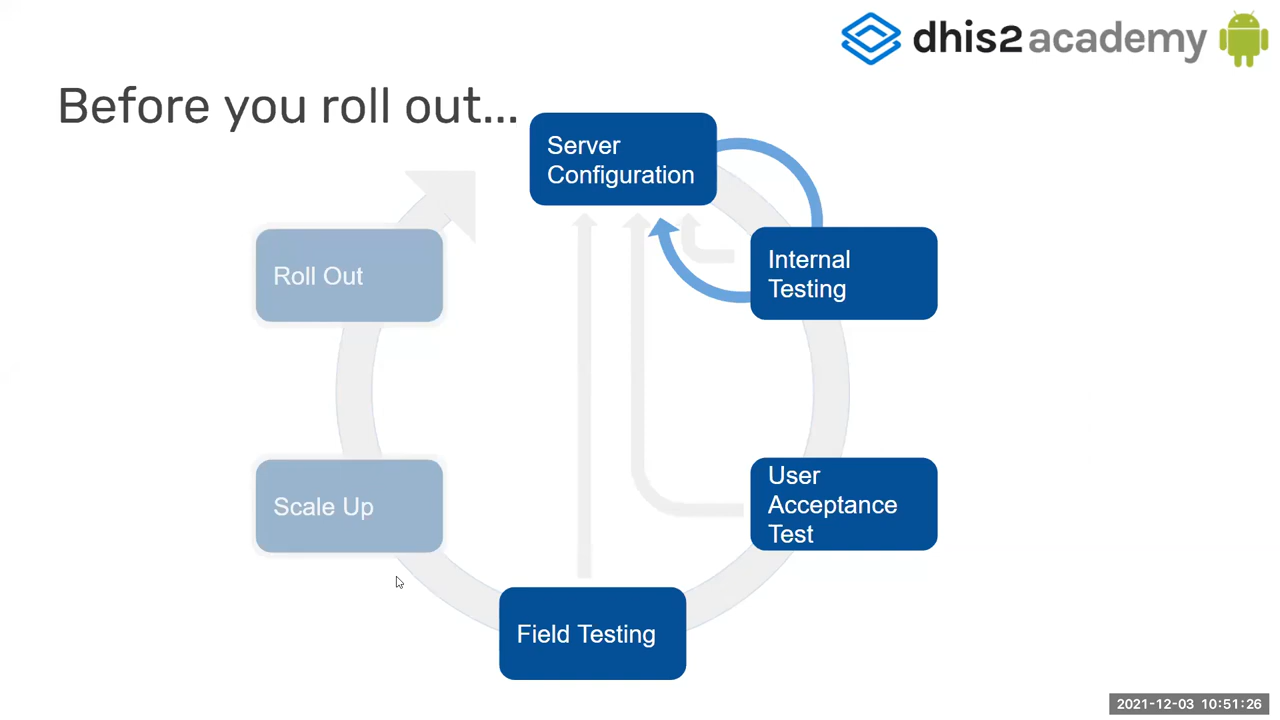 dhis2 academy
Before you roll out...
Server
Configuration
Internal
Testing
Roll Out
User
Acceptance
Test
Scale Up
Field Testing
2021-12-03 10:51:26